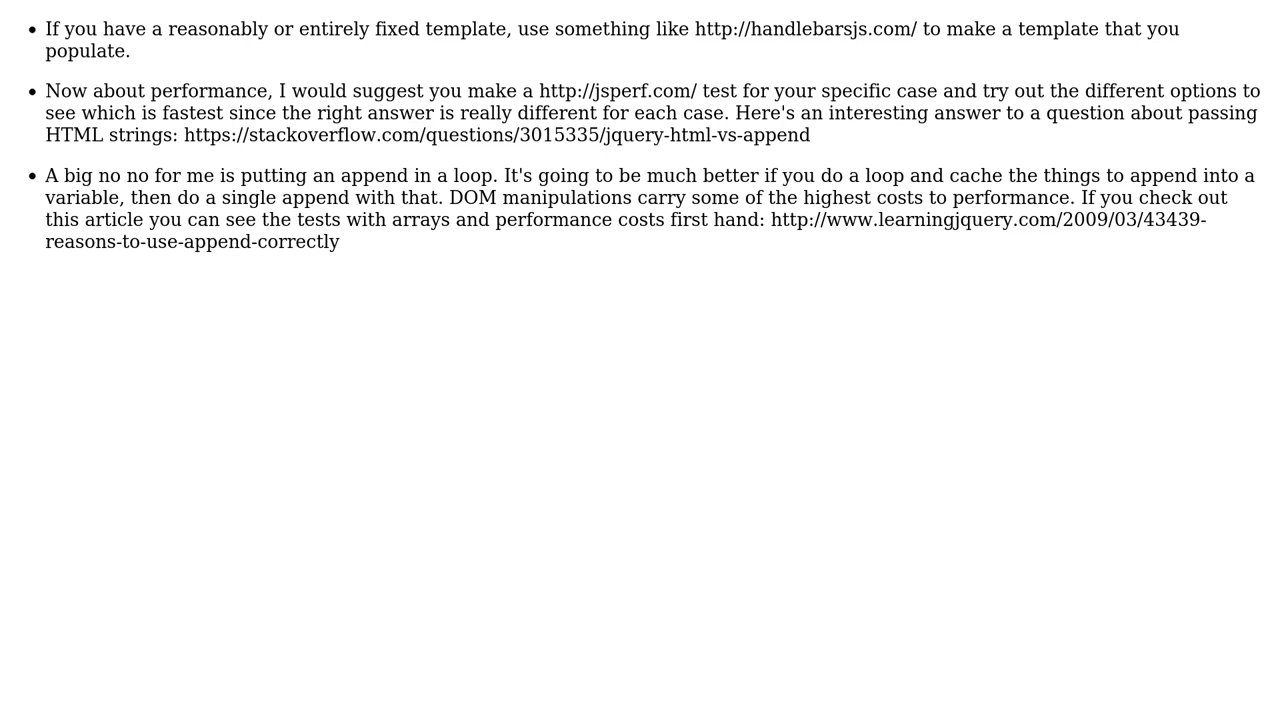 • If you have a reasonably or entirely fixed template, use something like http://handlebarsjs.com/ to make a template that you
populate.
• Now about performance, I would suggest you make a http://jsperf.com/ test for your specific case and try out the different options to
see which is fastest since the right answer is really different for each case. Here's an interesting answer to a question about passing
HTML strings: https://stackoverflow.com/questions/3015335/jquery-html-vs-append
• A big no no for me is putting an append in a loop. It's going to be much better if you do a loop and cache the things to append into a
variable, then do a single append with that. DOM manipulations carry some of the highest costs to performance. If you check out
this article you can see the tests with arrays and performance costs first hand: http://www.learningjquery.com/2009/03/43439-
reasons-to-use-append-correctly